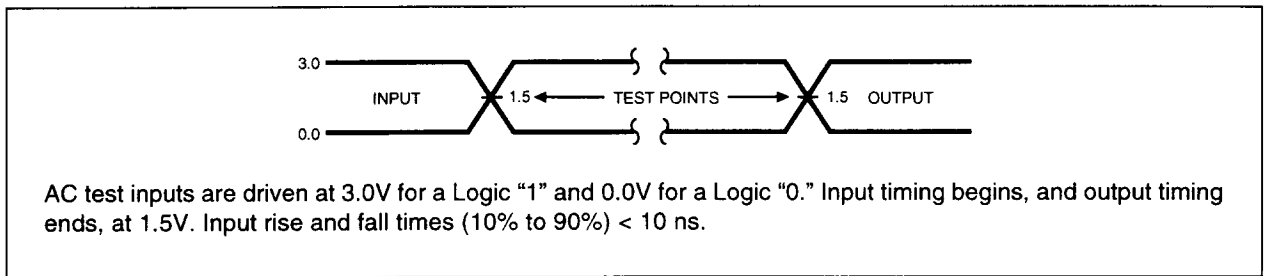 3.0
INPUT 1.5 TEST POINTS 1.5 OUTPUT
0.0
AC test inputs are driven at 3.0V for a Logic “1” and 0.0V for a Logic “0.” Input timing begins, and output timing
ends, at 1.5V. Input rise and fall times (10% to 90%) < 10 ns.